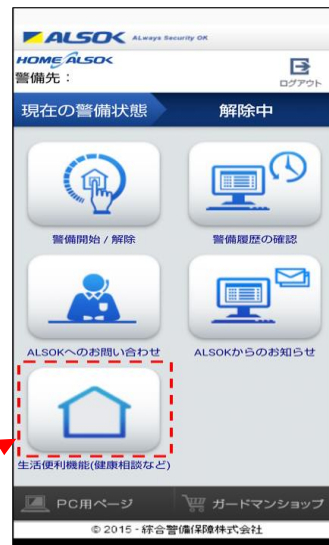 ALSOK ALways Security OK
HOME ALSOK
警備先：
ログアウト
現在の警備状態 解除中
警備開始 / 解除 警備履歴の確認
ALSOKへのお問い合わせ ALSOKからのお知らせ
生活便利機能(健康相談など)
PC用ページ ガードマンショップ
© 2015 - 綜合警備保障株式会社